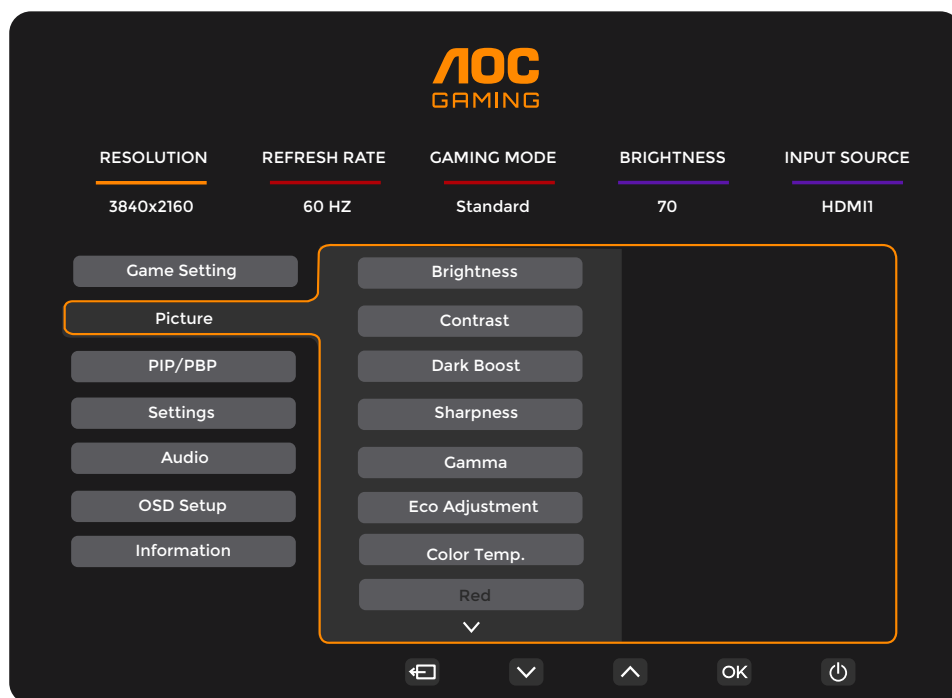 AOC
GAMING
RESOLUTION REFRESH RATE GAMING MODE BRIGHTNESS INPUT SOURCE
3840x2160 60 HZ Standard 70 HDMI1
Game Setting
Picture
PIP/PBP
Settings
Audio
OSD Setup
Information
Brightness
Contrast
Dark Boost
Sharpness
Gamma
Eco Adjustment
Color Temp.
Red
OK